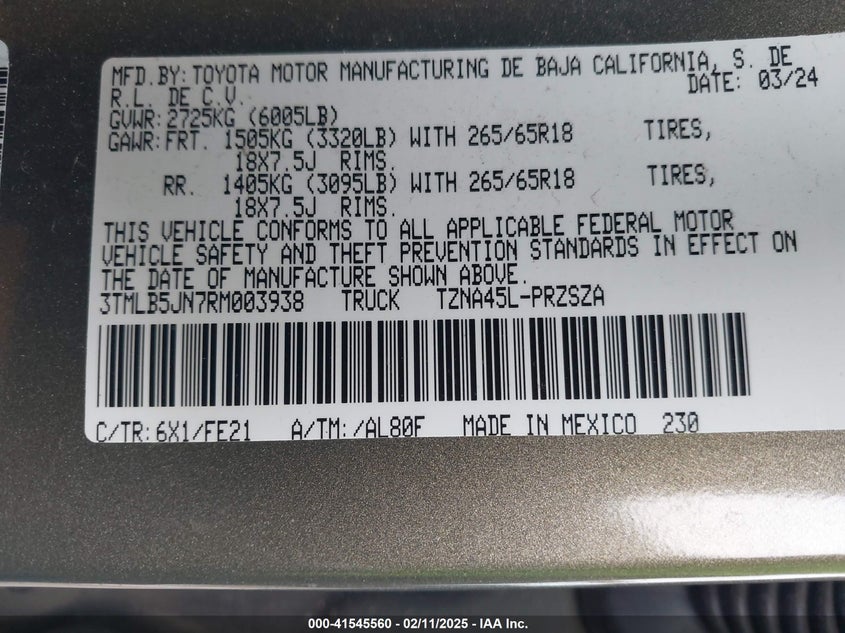 MFD.BY: TOYOTA MOTOR MANUFACTURING DE BAJA CALIFORNIA, S. DE
R.L. DE C.V. DATE: 03/24
GVWR: 2725KG (6005LB)
GAWR: FRT. 1505KG (3320LB) WITH 265/65R18 TIRES,
18X7.5J RIMS.
RR. 1405KG (3095LB) WITH 265/65R18 TIRES,
18X7.5J RIMS.
THIS VEHICLE CONFORMS TO ALL APPLICABLE FEDERAL MOTOR
VEHICLE SAFETY AND THEFT PREVENTION STANDARDS IN EFFECT ON
THE DATE OF MANUFACTURE SHOWN ABOVE.
3TMLB5JN7RM003938 TRUCK TZNA45L-PRZSZA
C/TR: 6X1/FE21 A/TM: /AL80F MADE IN MEXICO 230
000-41545560 - 02/11/2025 - IAA Inc.